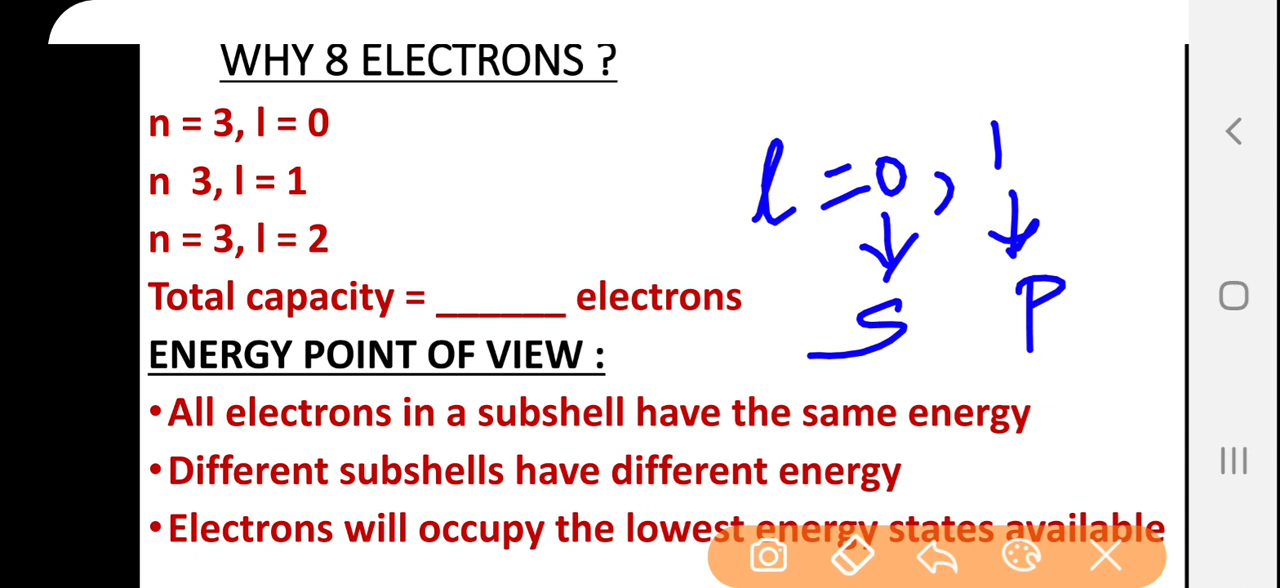 WHY 8 ELECTRONS ?
n = 3, l = 0
n 3, l = 1
n = 3, l = 2
Total capacity = ______ electrons
ENERGY POINT OF VIEW :
•All electrons in a subshell have the same energy
•Different subshells have different energy
•Electrons will occupy the lowest energy states available
l = 0, 1
↓ ↓
S P